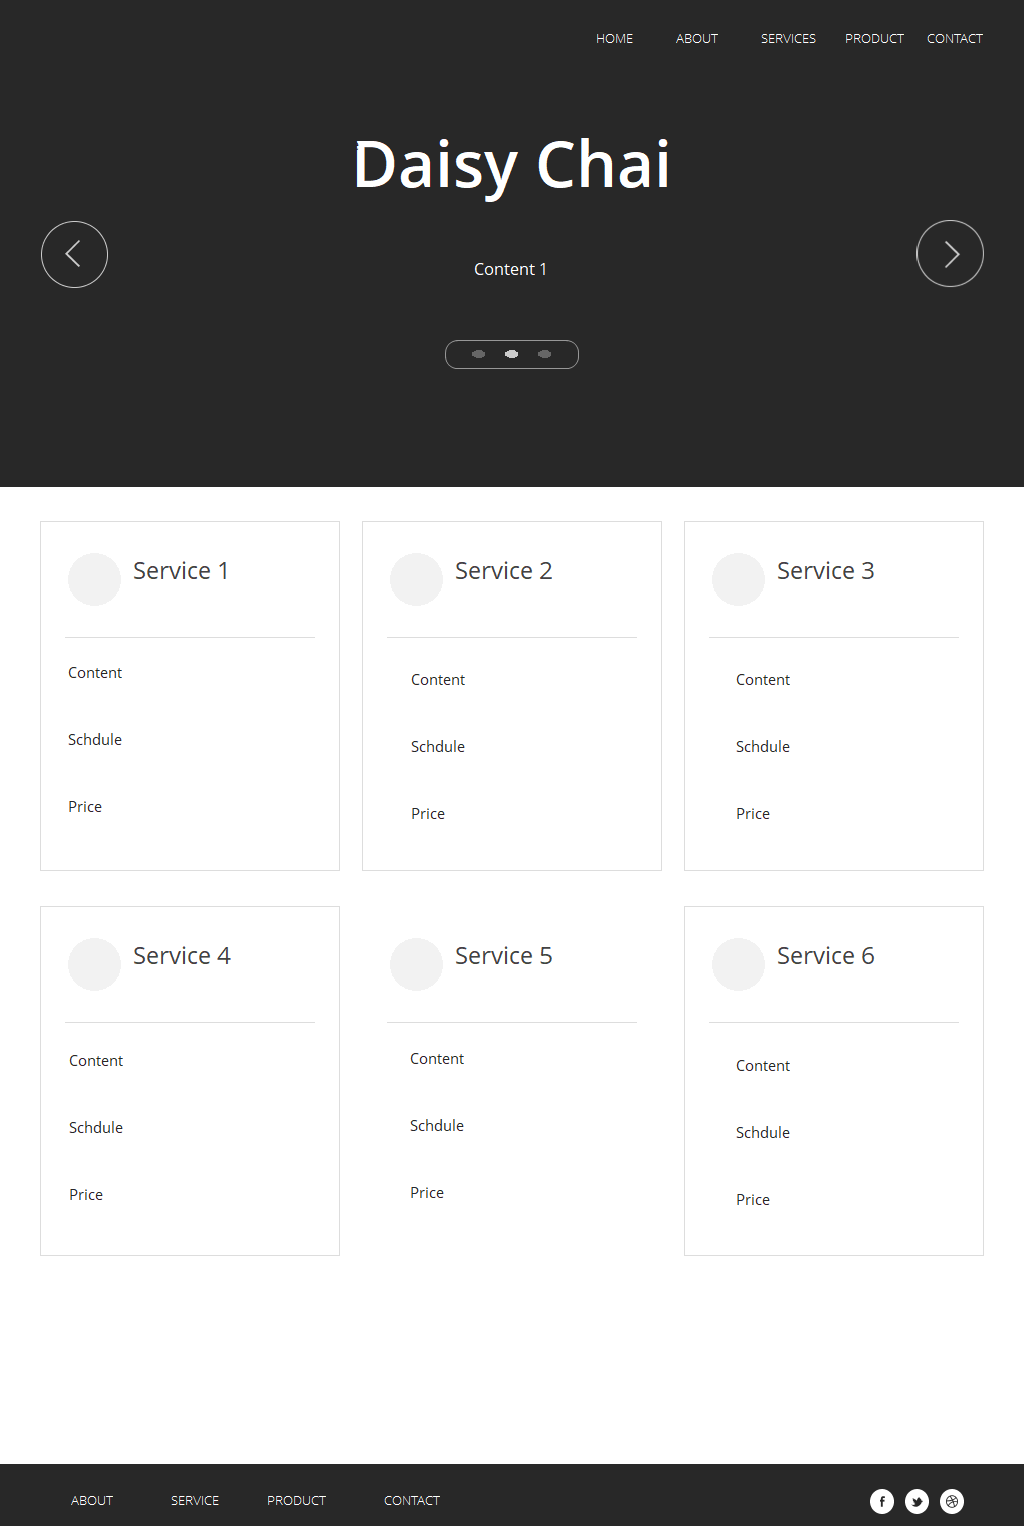 HOME ABOUT SERVICES PRODUCT CONTACT
Daisy Chai
Content 1
Service 1
Content
Schdule
Price
Service 2
Content
Schdule
Price
Service 3
Content
Schdule
Price
Service 4
Content
Schdule
Price
Service 5
Content
Schdule
Price
Service 6
Content
Schdule
Price
ABOUT SERVICE PRODUCT CONTACT